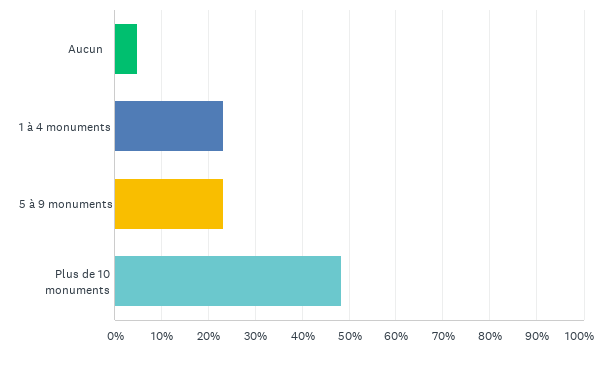 Aucun
1 à 4 monuments
5 à 9 monuments
Plus de 10
monuments
0% 10% 20% 30% 40% 50% 60% 70% 80% 90% 100%